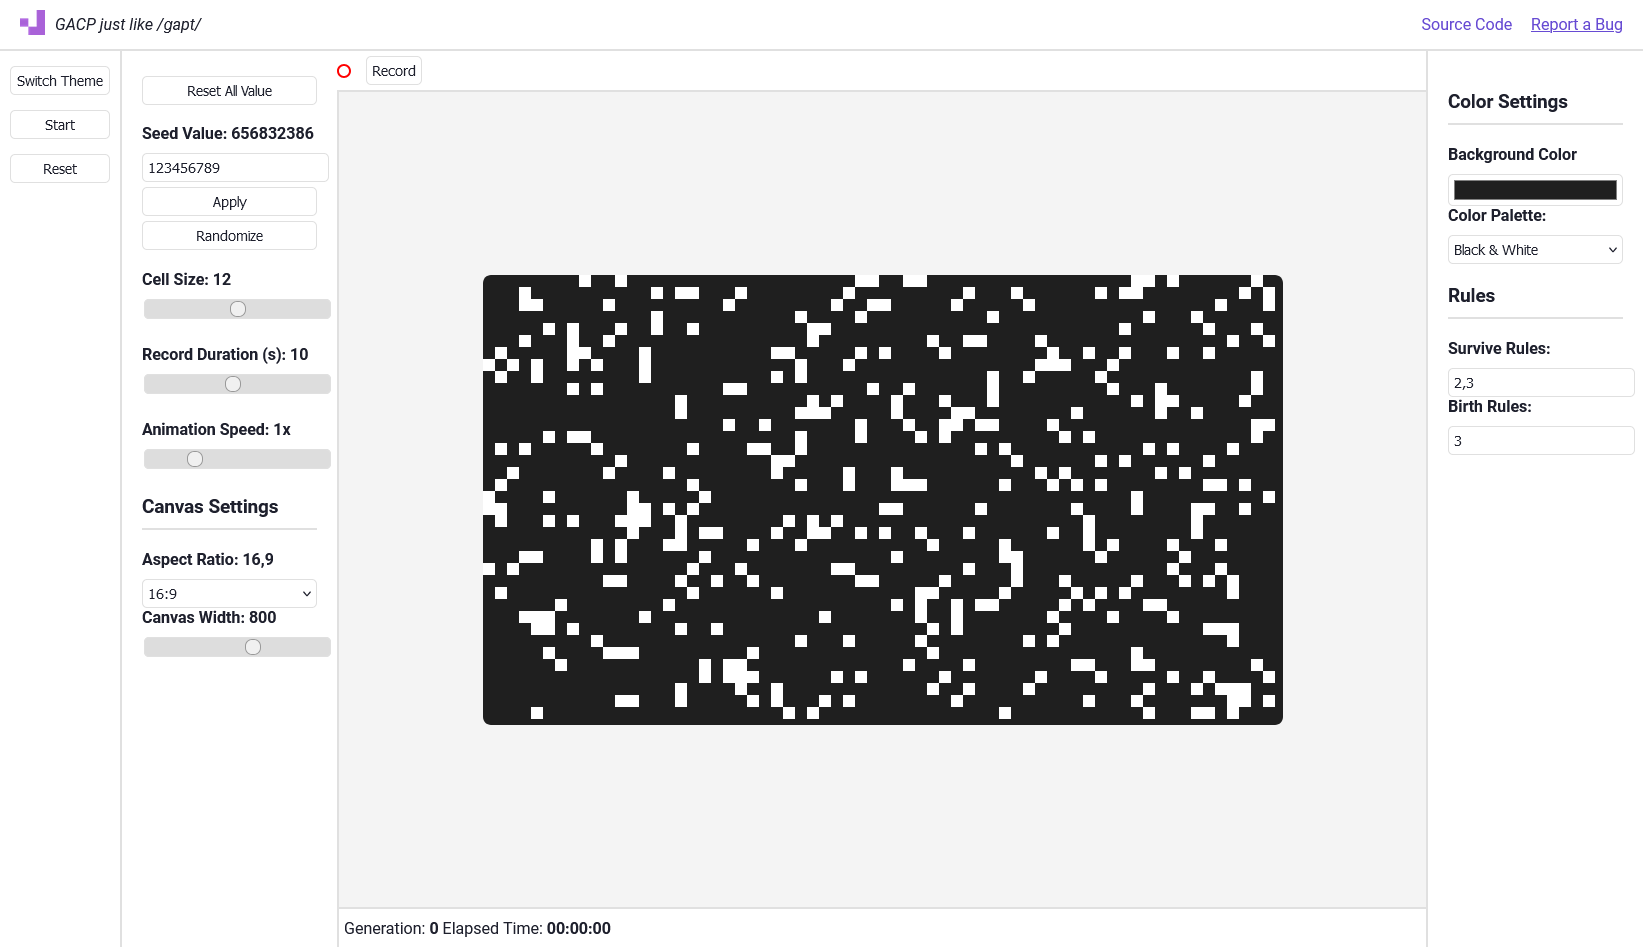 GACP just like /gapt/
Source Code
Report a Bug
Switch Theme
Start
Reset
Reset All Value
Seed Value: 656832386
123456789
Apply
Randomize
Cell Size: 12
Record Duration (s): 10
Animation Speed: 1x
Canvas Settings
Aspect Ratio: 16,9
16:9
Canvas Width: 800
Record
Generation: 0 Elapsed Time: 00:00:00
Color Settings
Background Color
Color Palette:
Black & White
Rules
Survive Rules:
2,3
Birth Rules:
3